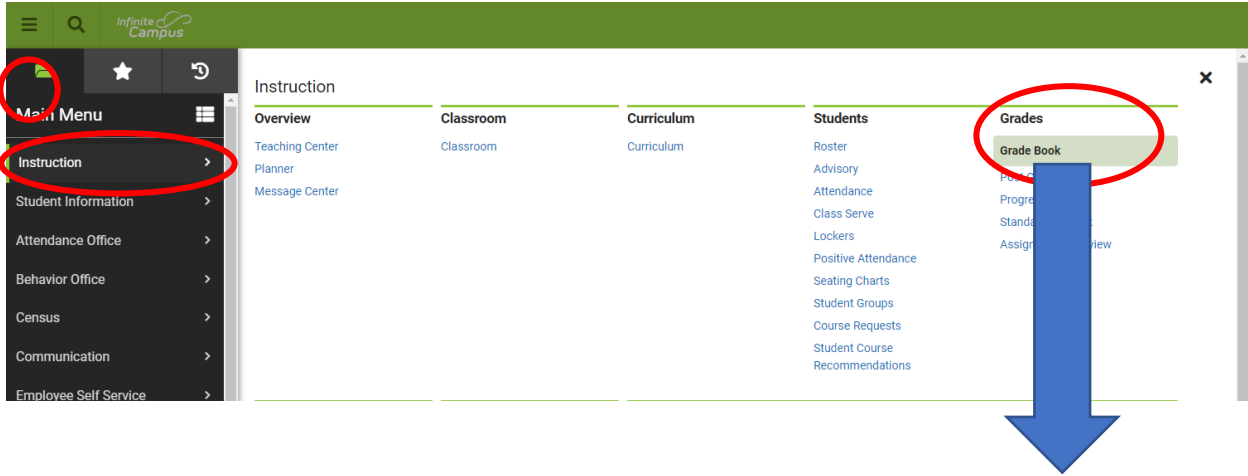 Infinite
Campus
Main Menu
Instruction
Student Information
Attendance Office
Behavior Office
Census
Communication
Employee Self Service
Instruction
Overview
Teaching Center
Planner
Message Center
Classroom
Classroom
Curriculum
Curriculum
Students
Roster
Advisory
Attendance
Class Serve
Lockers
Positive Attendance
Seating Charts
Student Groups
Course Requests
Student Course
Recommendations
Grades
Grade Book